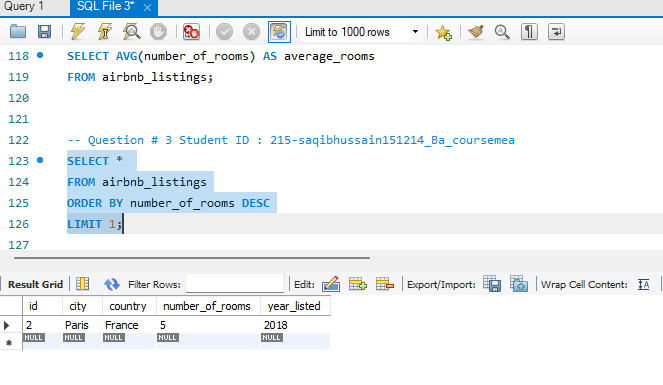 Query 1 SQL File 3*
Limit to 1000 rows
118 SELECT AVG(number_of_rooms) AS average_rooms
119 FROM airbnb_listings;
120
121
122 -- Question # 3 Student ID : 215-saqibhussain151214_Ba_coursemea
123 SELECT *
124 FROM airbnb_listings
125 ORDER BY number_of_rooms DESC
126 LIMIT 1;
127
Result Grid Filter Rows: Edit: Export/Import: Wrap Cell Content: IA
id city country number_of_rooms year_listed
2 Paris France 5 2018
NULL NULL NULL NULL NULL